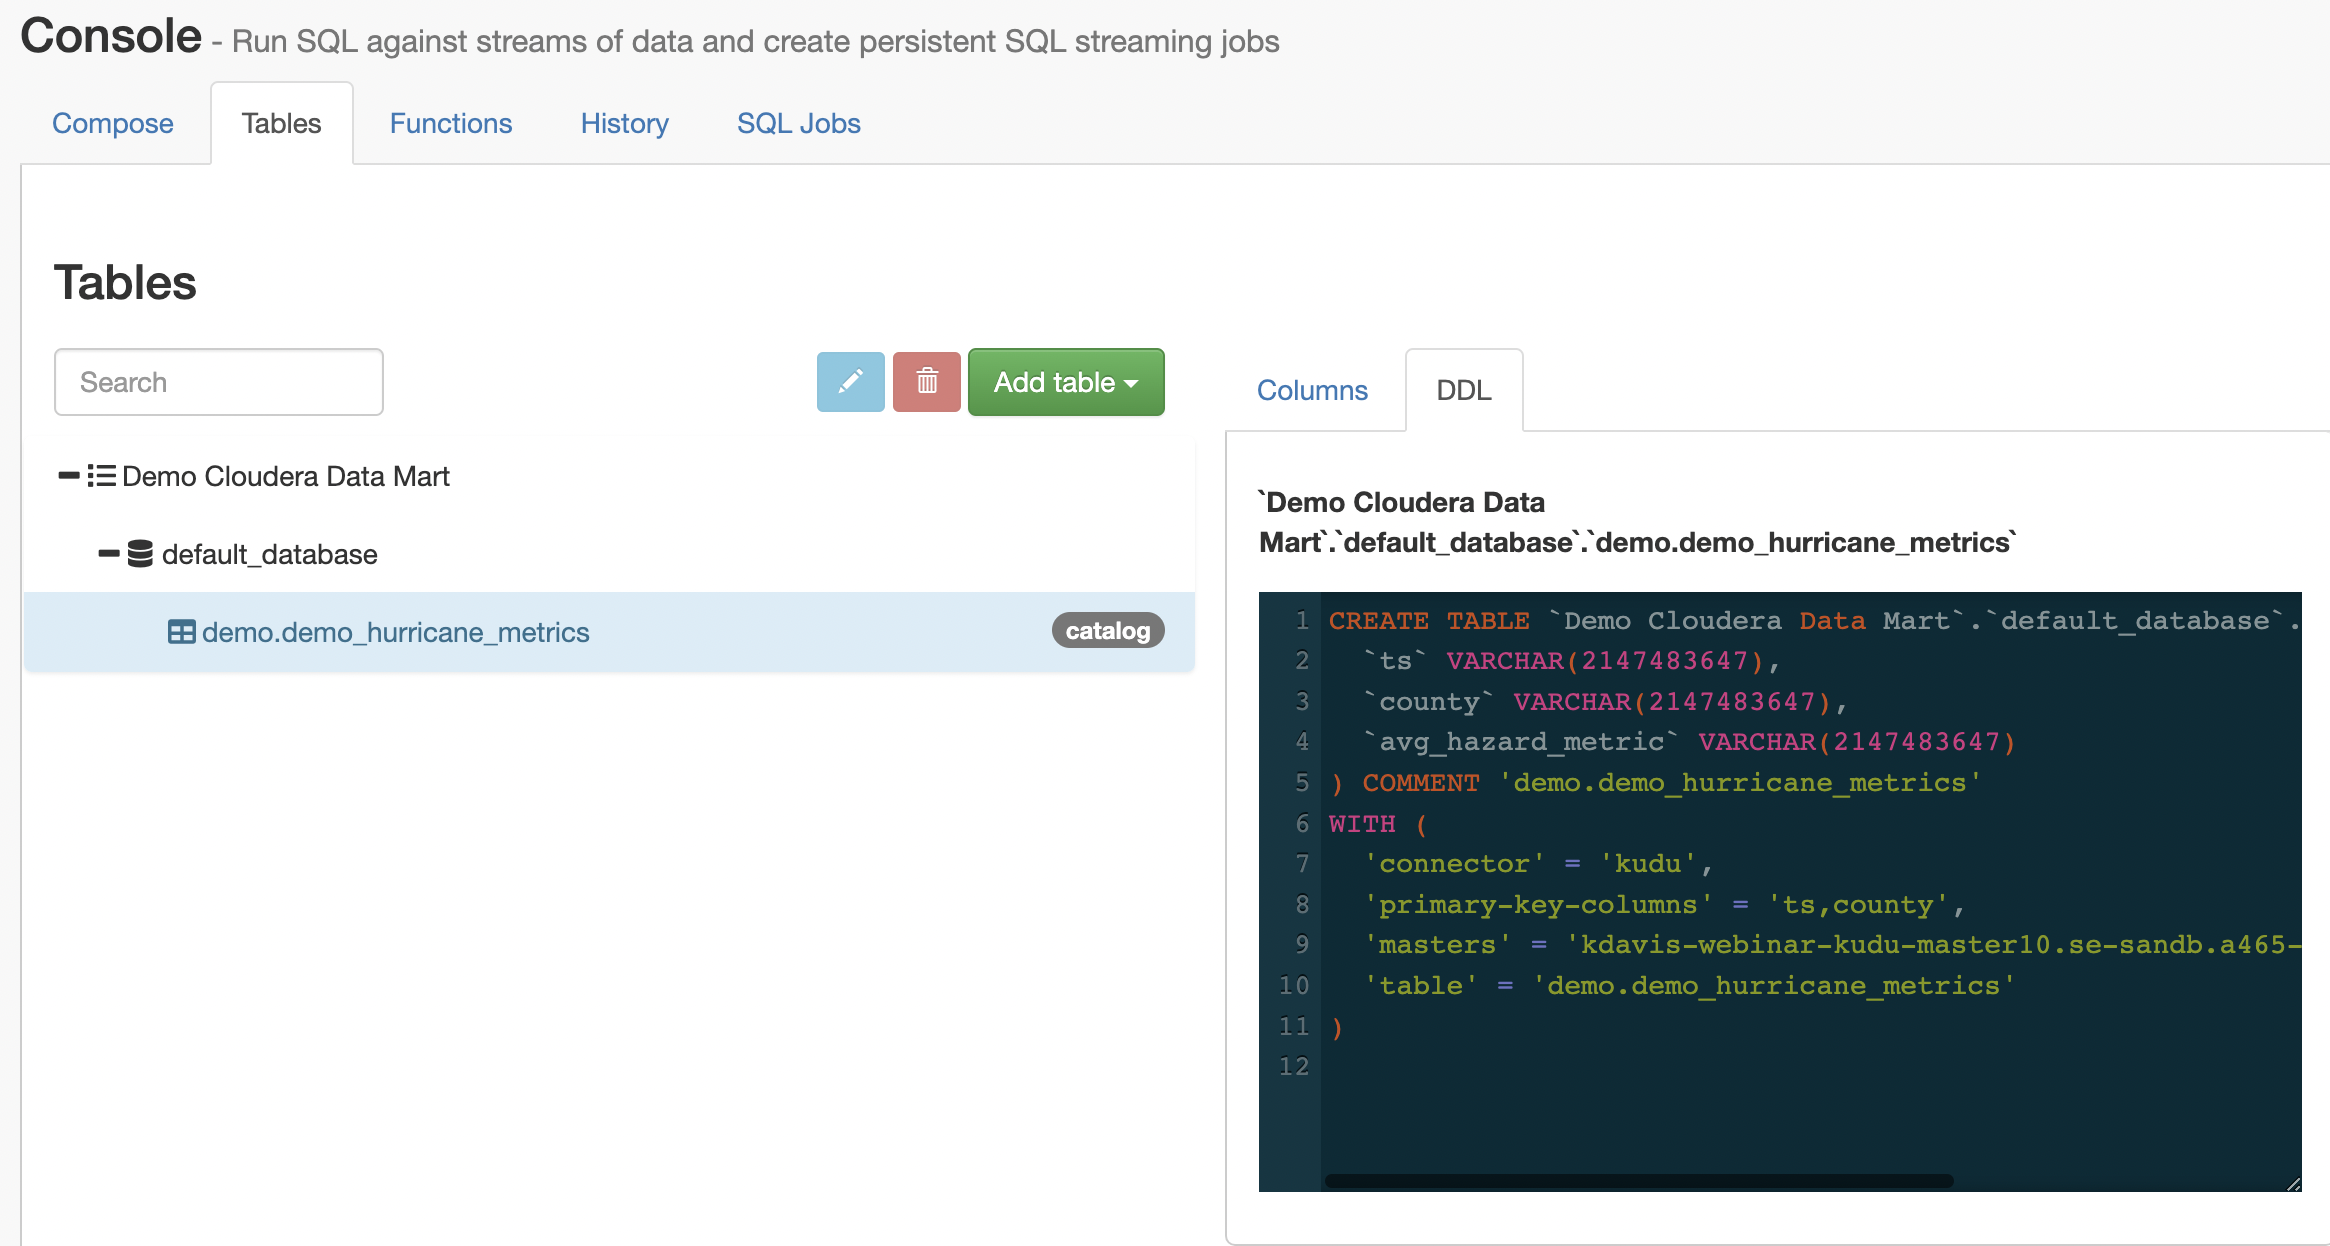 Console - Run SQL against streams of data and create persistent SQL streaming jobs
Compose
Tables
Functions
History
SQL Jobs
Tables
Search
Add table
Demo Cloudera Data Mart
default_database
demo.demo_hurricane_metrics
catalog
Columns
DDL
`Demo Cloudera Data
Mart`.`default_database`.`demo.demo_hurricane_metrics`
1 CREATE TABLE `Demo Cloudera Data Mart`.`default_database`.
2   `ts` VARCHAR(2147483647),
3   `county` VARCHAR(2147483647),
4   `avg_hazard_metric` VARCHAR(2147483647)
5 ) COMMENT 'demo.demo_hurricane_metrics'
6 WITH (
7   'connector' = 'kudu',
8   'primary-key-columns' = 'ts,county',
9   'masters' = 'kdavis-webinar-kudu-master10.se-sandb.a465-
10   'table' = 'demo.demo_hurricane_metrics'
11 )
12